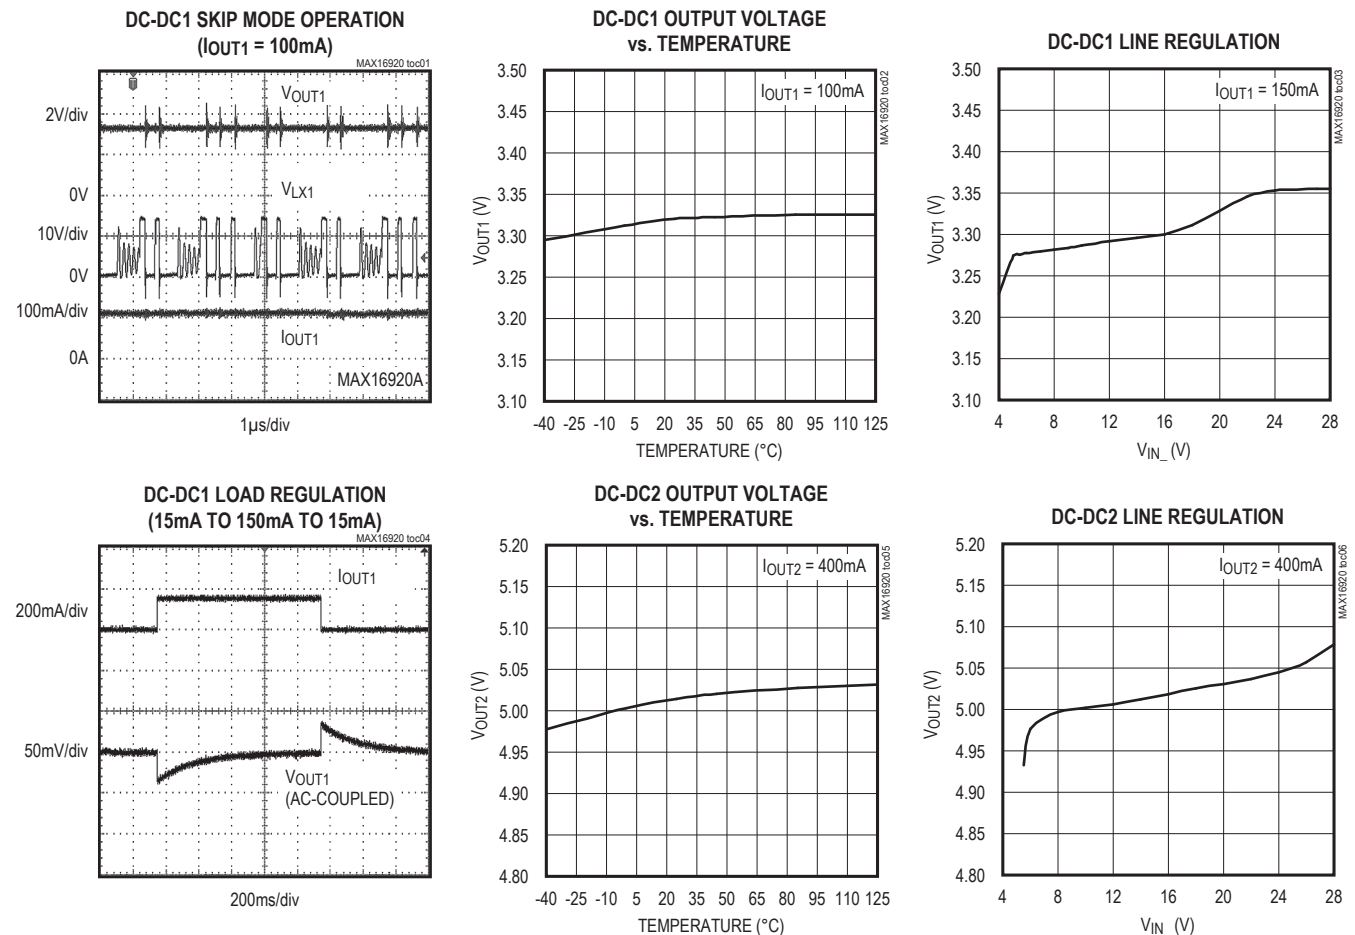 DC-DC1 SKIP MODE OPERATION
(IOUT1 = 100mA)
MAX16920 toc01
VOUT1
2V/div
VLX1
0V
10V/div
0V
100mA/div
IOUT1
0A
MAX16920A
1µs/div
DC-DC1 OUTPUT VOLTAGE
vs. TEMPERATURE
MAX16920 toc02
IOUT1 = 100mA
VOUT1 (V)
3.50
3.45
3.40
3.35
3.30
3.25
3.20
3.15
3.10
-40 -25 -10 5 20 35 50 65 80 95 110 125
TEMPERATURE (°C)
DC-DC1 LINE REGULATION
MAX16920 toc03
IOUT1 = 150mA
VOUT1 (V)
3.50
3.45
3.40
3.35
3.30
3.25
3.20
3.15
3.10
4 8 12 16 20 24 28
VIN_ (V)
DC-DC1 LOAD REGULATION
(15mA TO 150mA TO 15mA)
MAX16920 toc04
IOUT1
200mA/div
50mV/div
VOUT1
(AC-COUPLED)
200ms/div
DC-DC2 OUTPUT VOLTAGE
vs. TEMPERATURE
MAX16920 toc05
IOUT2 = 400mA
VOUT2 (V)
5.20
5.15
5.10
5.05
5.00
4.95
4.90
4.85
4.80
-40 -25 -10 5 20 35 50 65 80 95 110 125
TEMPERATURE (°C)
DC-DC2 LINE REGULATION
MAX16920 toc06
IOUT2 = 400mA
VOUT2 (V)
5.20
5.15
5.10
5.05
5.00
4.95
4.90
4.85
4.80
4 8 12 16 20 24 28
VIN (V)